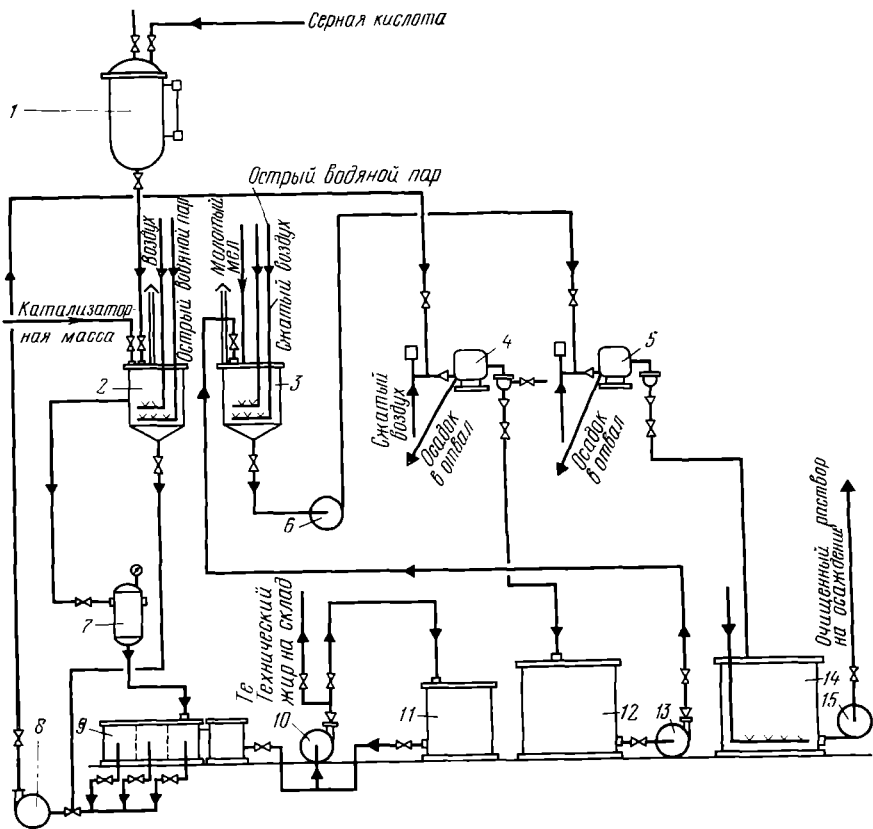 Серная кислота
1
Острый водяной пар
Воздух
Острый водяной пар
Молотый
мел
Сжатый воздух
Катализатор-
ная масса
2
3
4
5
Сжатый
воздух
Осадок
в отвал
Осадок
в отвал
6
7
Технический
жир на склад
Очищенный раствор
на осаждение
8
9
10
11
12
13
14
15